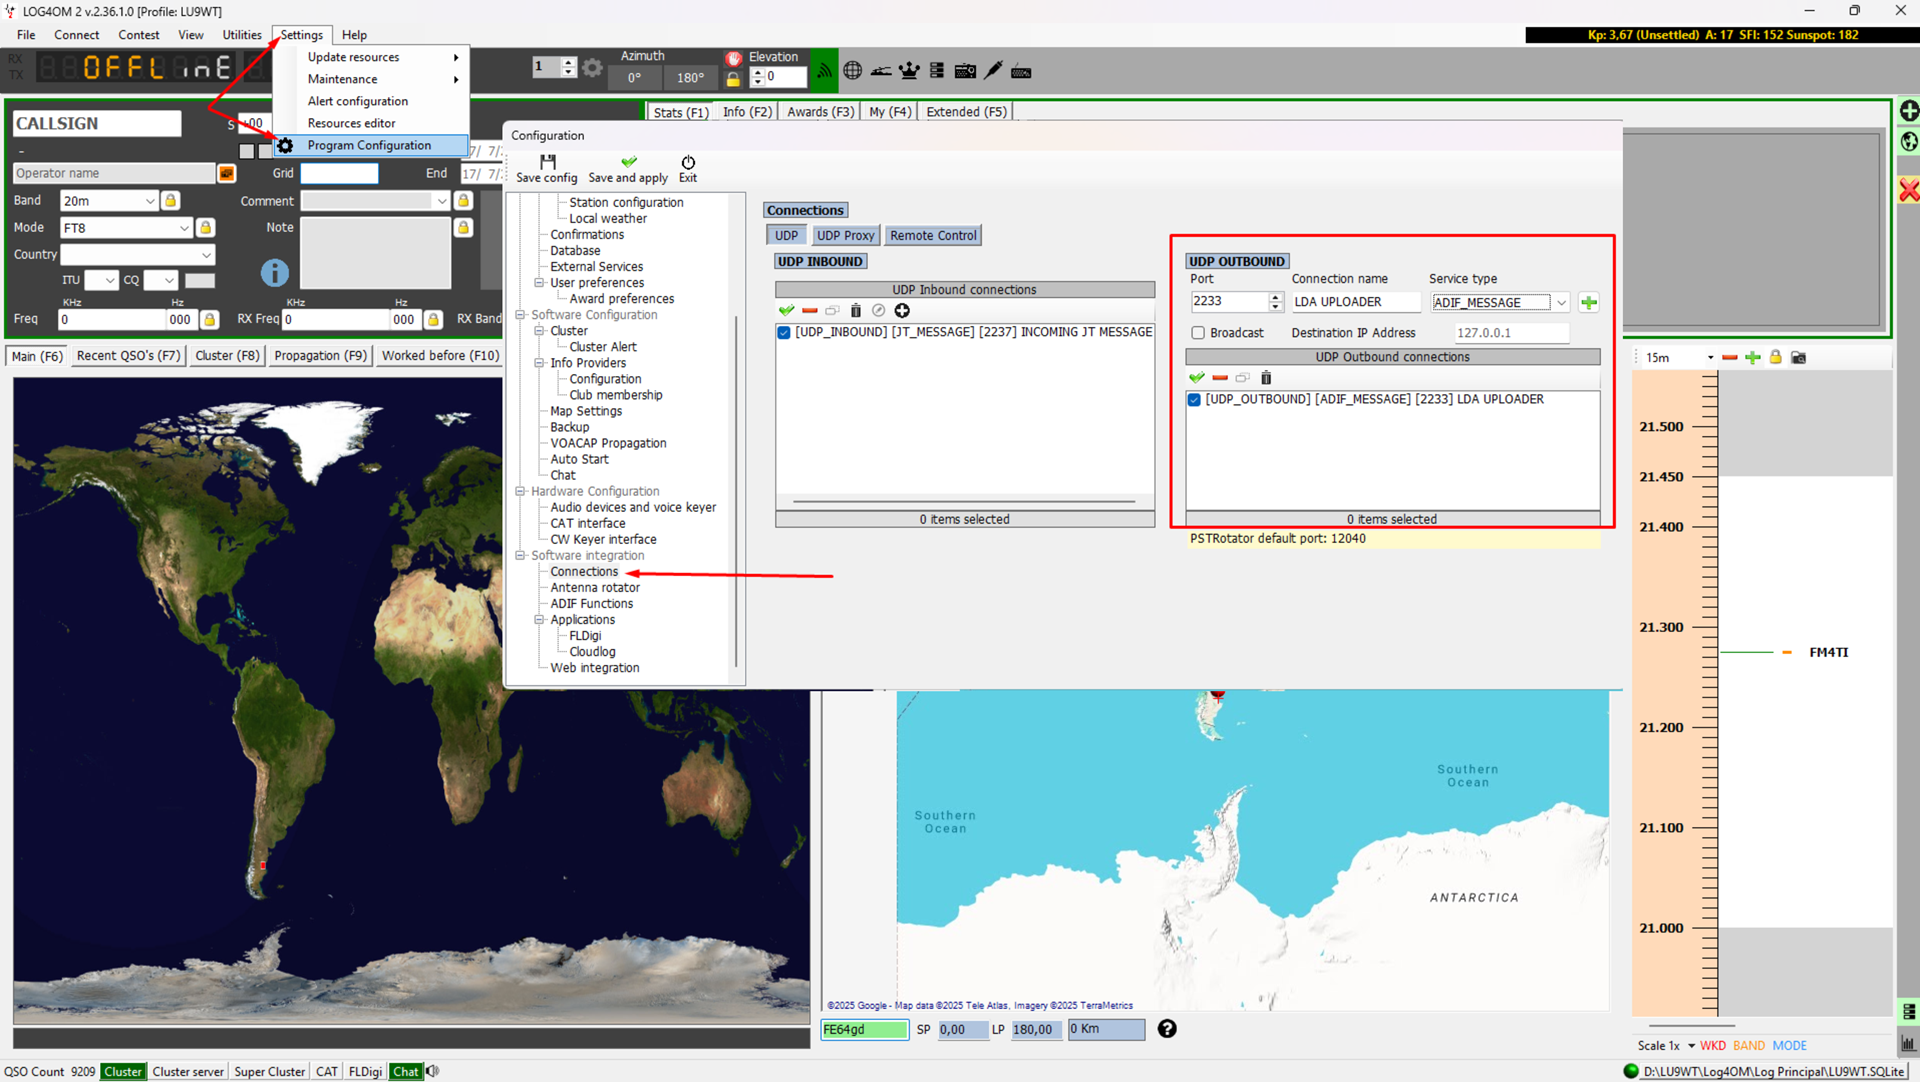 LOG4OM 2 v.2.36.1.0 [Profile: LU9WT]
File Connect Contest View Utilities Settings Help
Kp: 3,67 (Unsettled) A: 17 SFI: 152 Sunspot: 182
RX
TX
OFFLinE
Update resources
Maintenance
Alert configuration
Resources editor
Program Configuration
1
Azimuth
0° 180°
Elevation
0
Stats (F1) Info (F2) Awards (F3) My (F4) Extended (F5)
CALLSIGN
S +00
-
Operator name
Grid
End 17/ 7/
Band 20m
Comment
Mode FT8
Note
Country
ITU CQ
KHz Hz KHz Hz
Freq 0 000 RX Freq 0 000 RX Band
Main (F6) Recent QSO's (F7) Cluster (F8) Propagation (F9) Worked before (F10)
Configuration
Save config Save and apply Exit
Station configuration
Local weather
Confirmations
Database
External Services
User preferences
Award preferences
Software Configuration
Cluster
Cluster Alert
Info Providers
Configuration
Club membership
Map Settings
Backup
VOACAP Propagation
Auto Start
Chat
Hardware Configuration
Audio devices and voice keyer
CAT interface
CW Keyer interface
Software integration
Connections
Antenna rotator
ADIF Functions
Applications
FLDigi
Cloudlog
Web integration
Connections
UDP UDP Proxy Remote Control
UDP INBOUND
UDP Inbound connections
[UDP_INBOUND] [JT_MESSAGE] [2237] INCOMING JT MESSAGE
0 items selected
UDP OUTBOUND
Port Connection name Service type
2233 LDA UPLOADER ADIF_MESSAGE
Broadcast Destination IP Address 127.0.0.1
UDP Outbound connections
[UDP_OUTBOUND] [ADIF_MESSAGE] [2233] LDA UPLOADER
0 items selected
PSTRotator default port: 12040
15m
21.500
21.450
21.400
21.300
FM4TI
21.200
21.100
21.000
Southern
Ocean
Southern
Ocean
ANTARCTICA
©2025 Google - Map data ©2025 Tele Atlas, Imagery ©2025 TerraMetrics
FE64gd SP 0,00 LP 180,00 0 Km
Scale 1x WKD BAND MODE
QSO Count 9209 Cluster Cluster server Super Cluster CAT FLDigi Chat
D:\LU9WT\Log4OM\Log Principal\LU9WT.SQLite